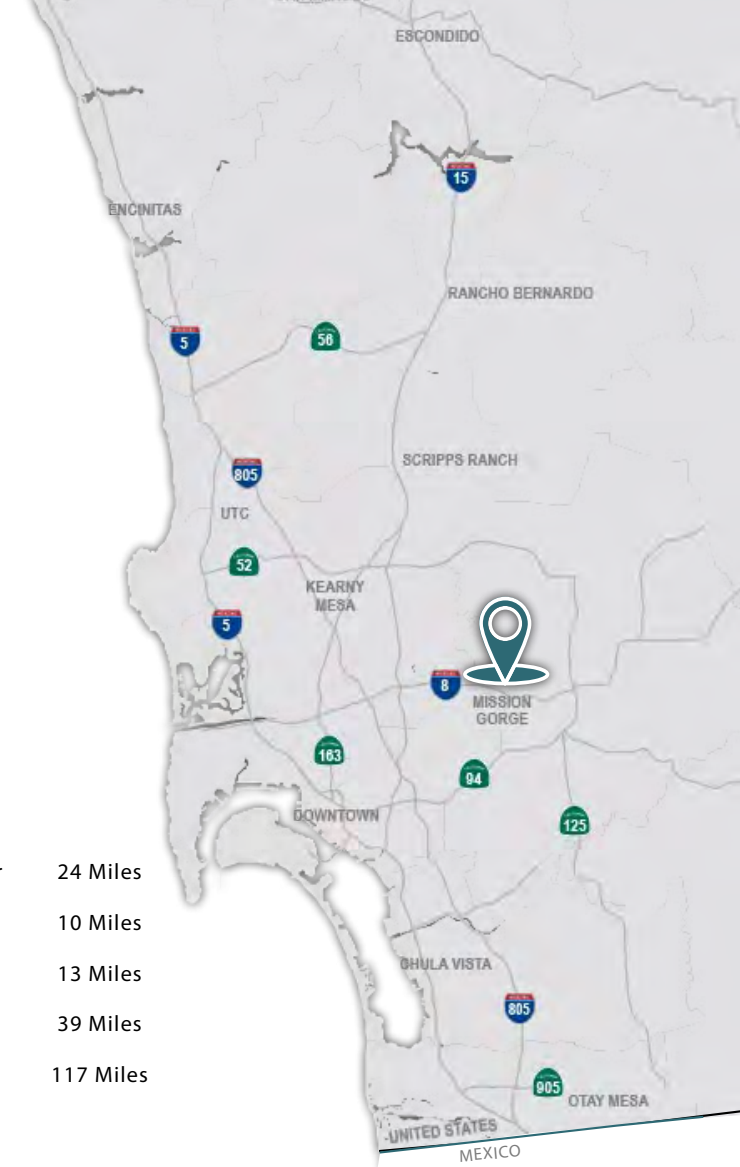 ESCONDIDO
15
ENCINITAS
RANCHO BERNARDO
5
56
SCRIPPS RANCH
805
UTC
52
KEARNY
MESA
5
8
MISSION
GORGE
163
94
DOWNTOWN
125
24 Miles
10 Miles
CHULA VISTA
13 Miles
805
39 Miles
117 Miles
905
OTAY MESA
UNITED STATES
MEXICO